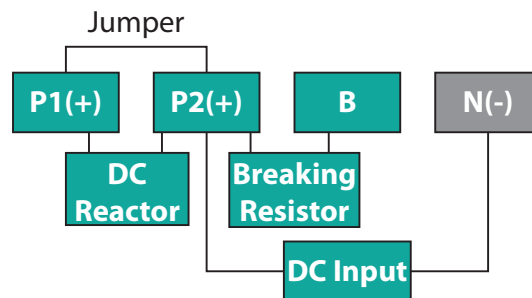 Jumper
P1(+)
P2(+)
B
N(-)
DC
Reactor
Breaking
Resistor
DC Input